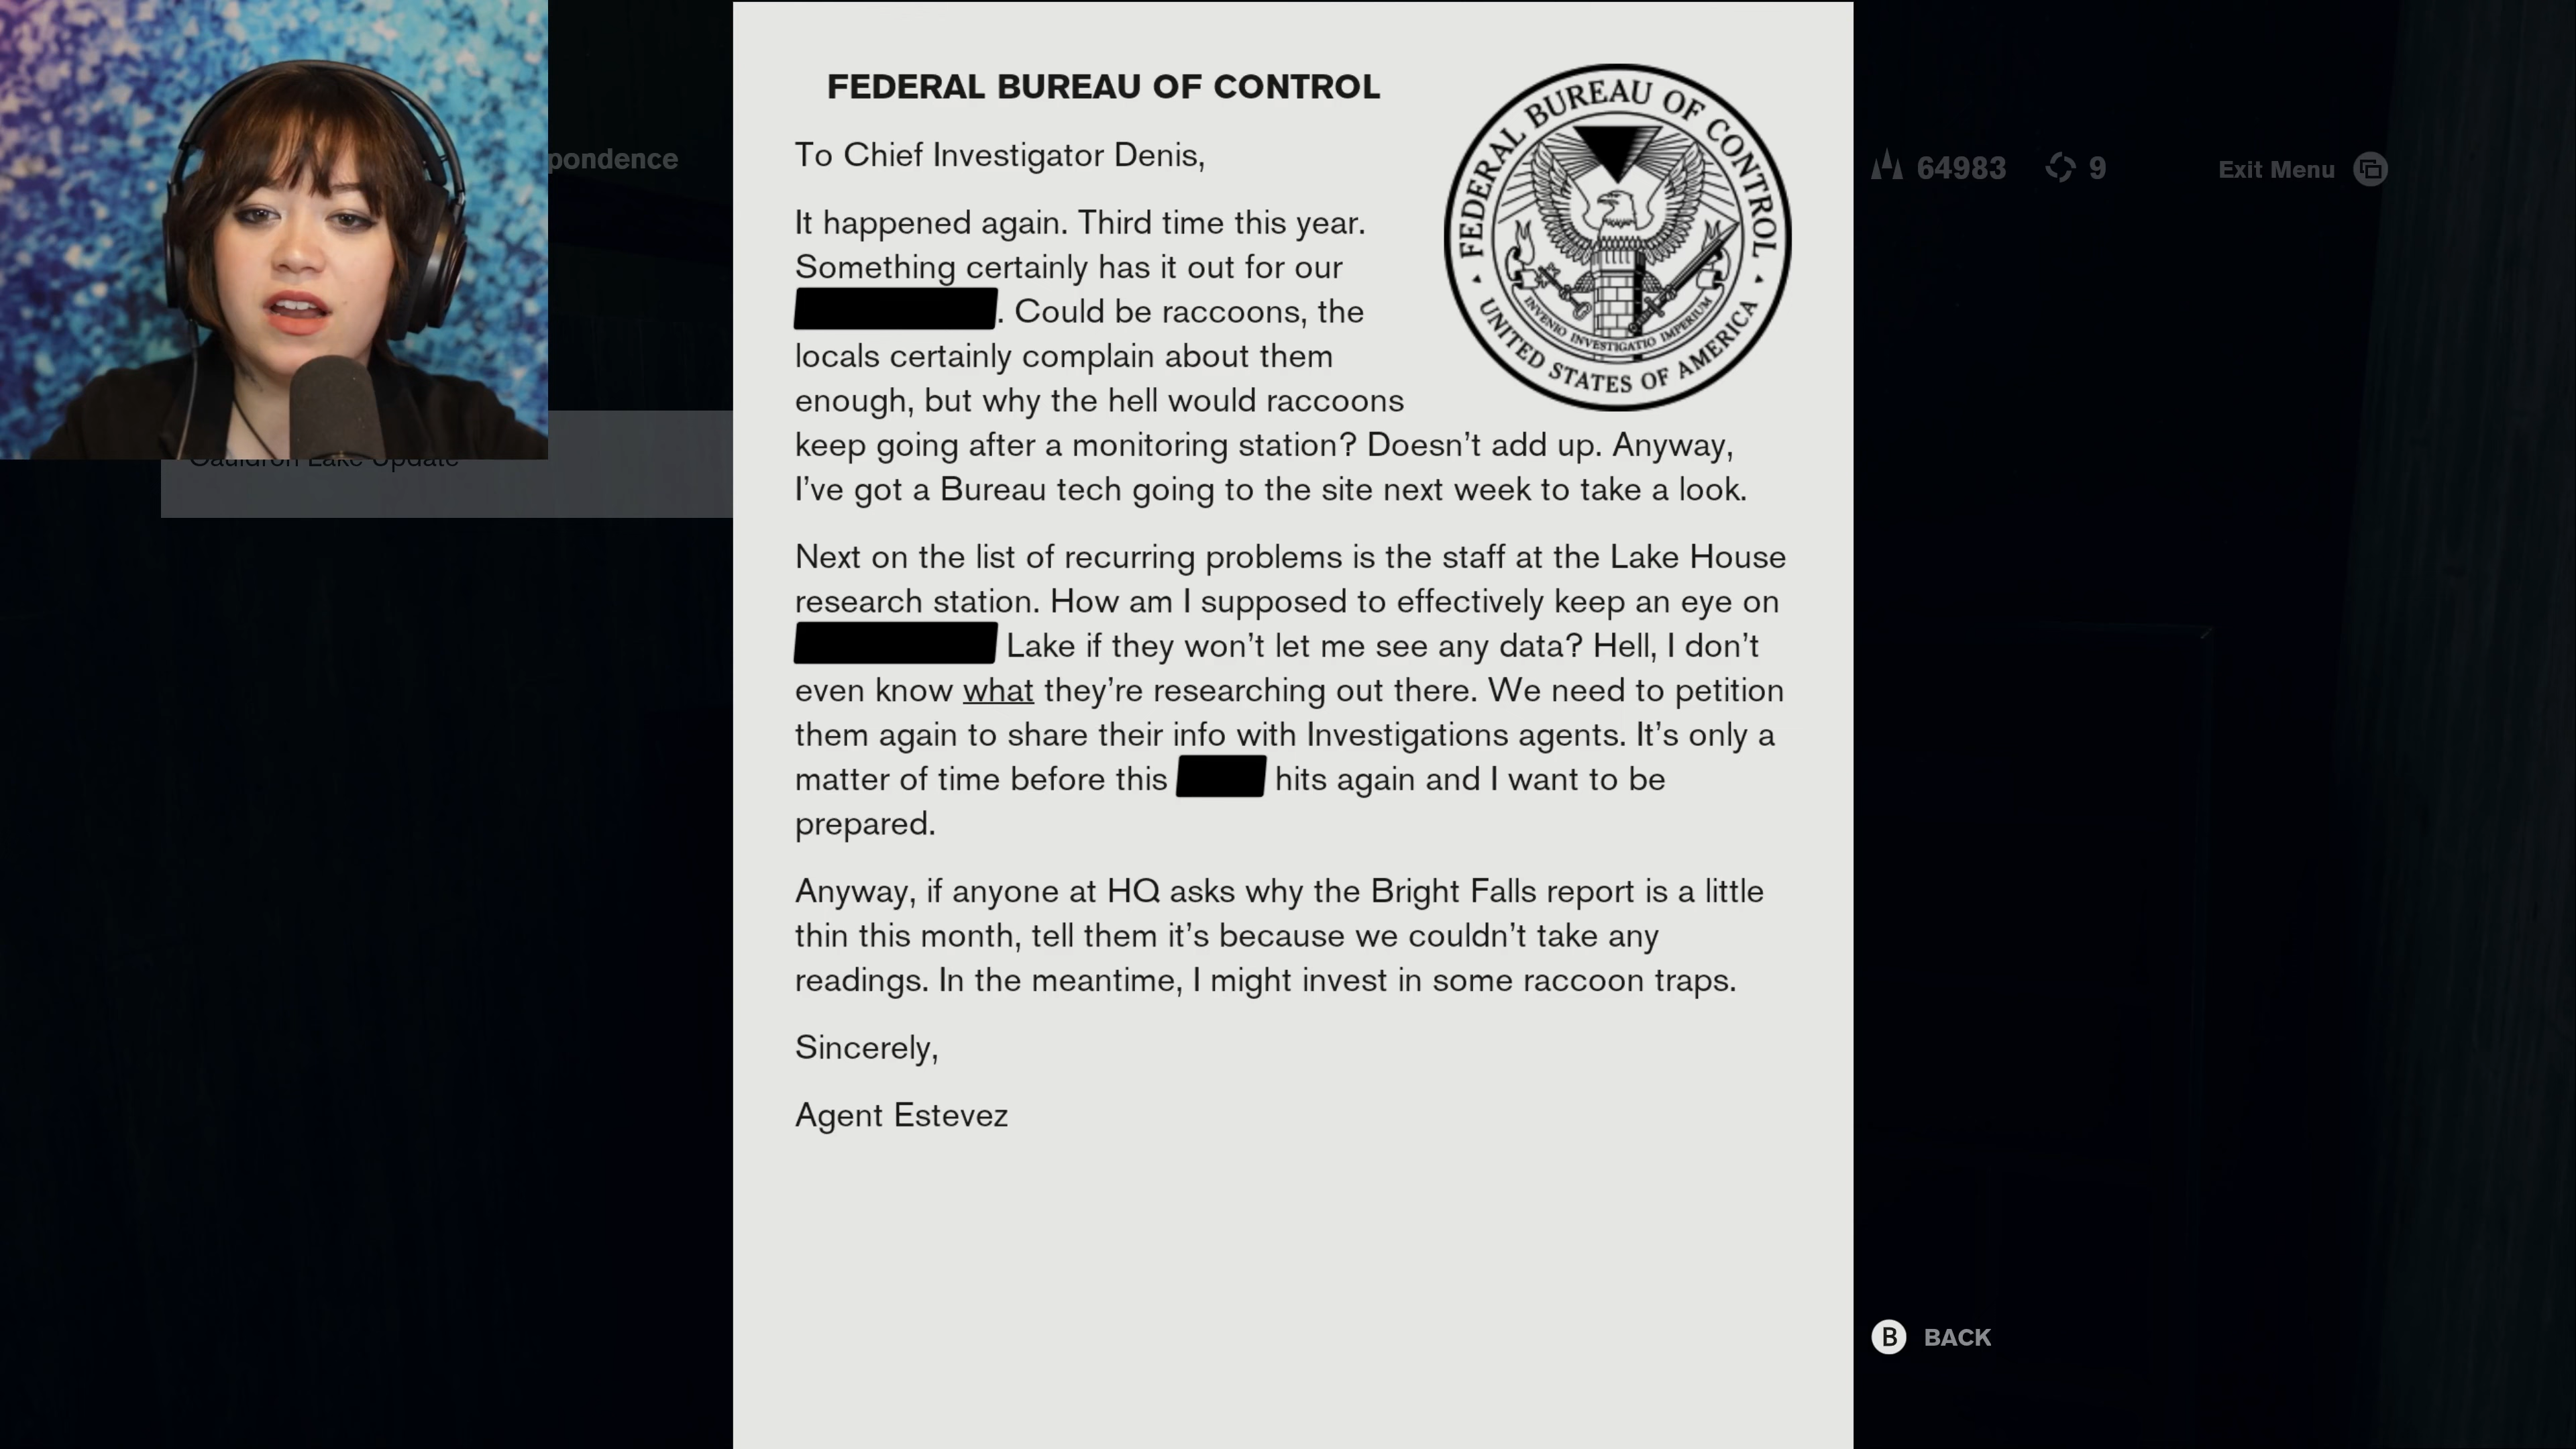 FEDERAL BUREAU OF CONTROL
FEDERAL BUREAU OF CONTROL
UNITED STATES OF AMERICA
INVENIO INVESTIGATIO IMPERIUM
To Chief Investigator Denis,
It happened again. Third time this year.
Something certainly has it out for our
. Could be raccoons, the
locals certainly complain about them
enough, but why the hell would raccoons
keep going after a monitoring station? Doesn’t add up. Anyway,
I’ve got a Bureau tech going to the site next week to take a look.
Next on the list of recurring problems is the staff at the Lake House
research station. How am I supposed to effectively keep an eye on
Lake if they won’t let me see any data? Hell, I don’t
even know what they’re researching out there. We need to petition
them again to share their info with Investigations agents. It’s only a
matter of time before this hits again and I want to be
prepared.
Anyway, if anyone at HQ asks why the Bright Falls report is a little
thin this month, tell them it’s because we couldn’t take any
readings. In the meantime, I might invest in some raccoon traps.
Sincerely,
Agent Estevez
pondence
Cauldron Lake Update
64983
9
Exit Menu
B BACK